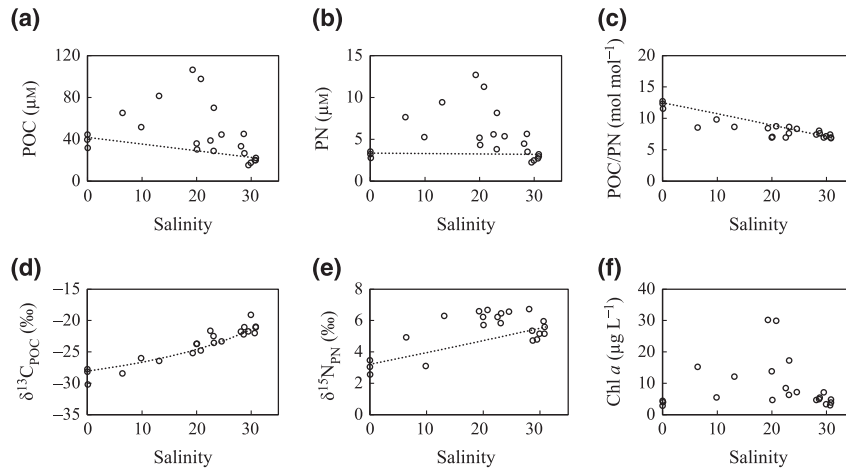 (a)
POC (μM)
120
80
40
0
0 10 20 30
Salinity
(b)
PN (μM)
15
10
5
0
0 10 20 30
Salinity
(c)
POC/PN (mol mol⁻¹)
20
15
10
5
0
0 10 20 30
Salinity
(d)
δ¹³C_POC (‰)
−15
−20
−25
−30
−35
0 10 20 30
Salinity
(e)
δ¹⁵N_PN (‰)
8
6
4
2
0
0 10 20 30
Salinity
(f)
Chl a (μg L⁻¹)
40
30
20
10
0
0 10 20 30
Salinity